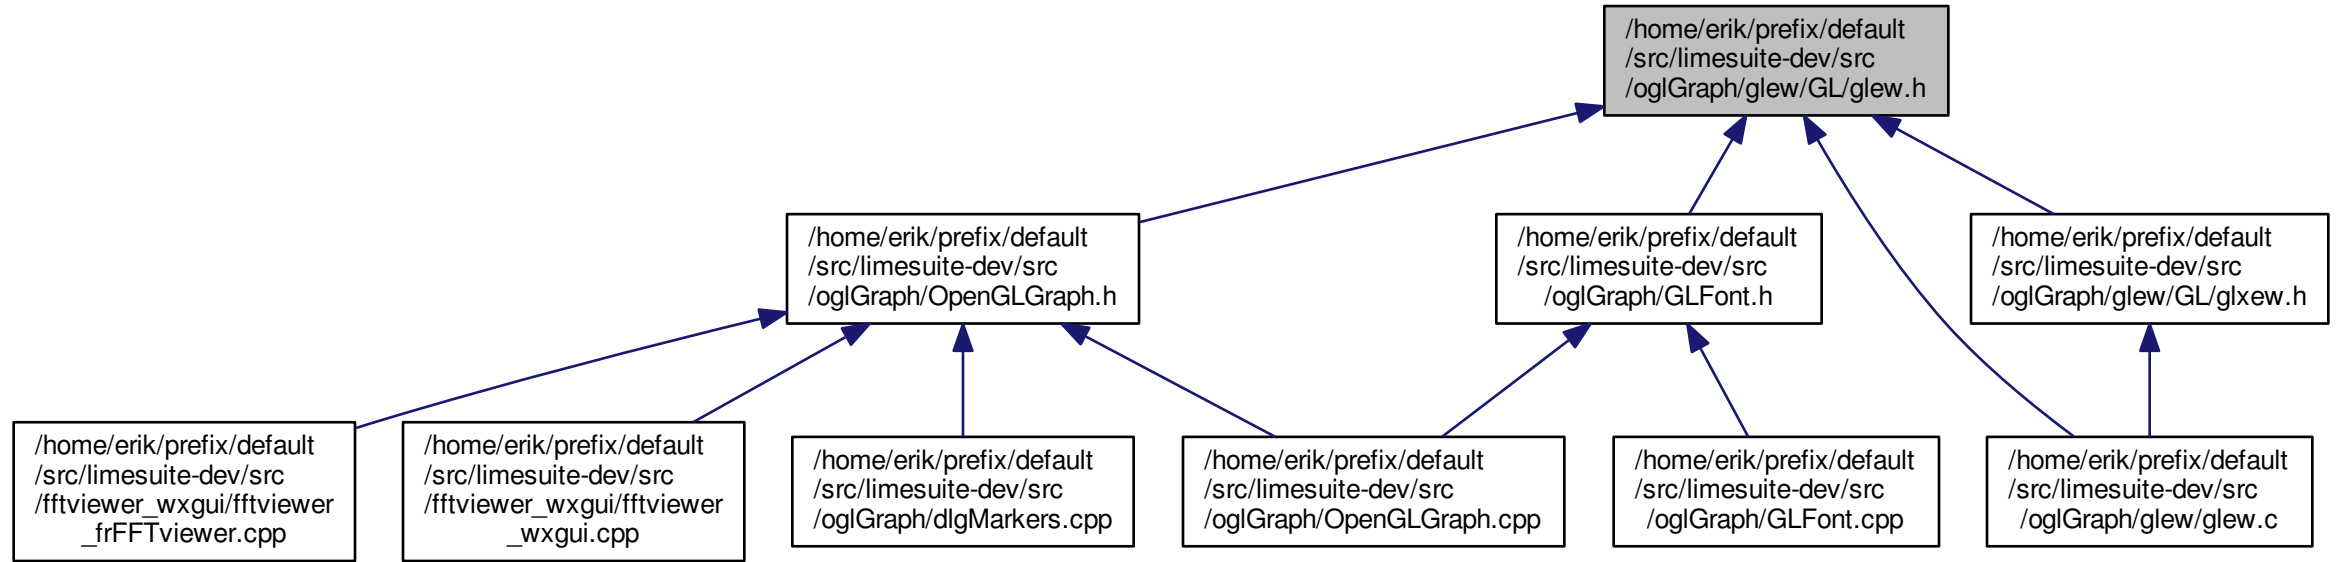 /home/erik/prefix/default
/src/limesuite-dev/src
/oglGraph/glew/GL/glew.h
/home/erik/prefix/default
/src/limesuite-dev/src
/oglGraph/OpenGLGraph.h
/home/erik/prefix/default
/src/limesuite-dev/src
/oglGraph/GLFont.h
/home/erik/prefix/default
/src/limesuite-dev/src
/oglGraph/glew/GL/glxew.h
/home/erik/prefix/default
/src/limesuite-dev/src
/fftviewer_wxgui/fftviewer
_frFFTviewer.cpp
/home/erik/prefix/default
/src/limesuite-dev/src
/fftviewer_wxgui/fftviewer
_wxgui.cpp
/home/erik/prefix/default
/src/limesuite-dev/src
/oglGraph/dlgMarkers.cpp
/home/erik/prefix/default
/src/limesuite-dev/src
/oglGraph/OpenGLGraph.cpp
/home/erik/prefix/default
/src/limesuite-dev/src
/oglGraph/GLFont.cpp
/home/erik/prefix/default
/src/limesuite-dev/src
/oglGraph/glew/glew.c